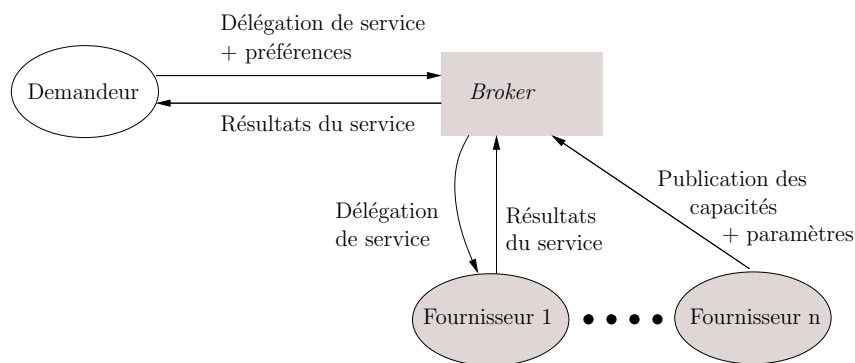 Délégation de service
+ préférences
Demandeur
Broker
Résultats du service
Publication des
capacités
+ paramètres
Délégation
de service
Résultats
du service
Fournisseur 1
Fournisseur n